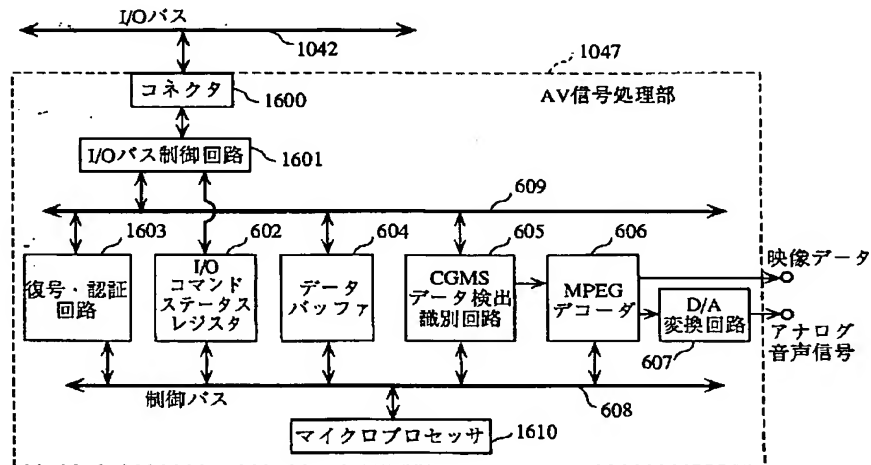 I/Oバス
1042
1047
コネクタ
1600
AV信号処理部
I/Oバス制御回路
1601
609
1603
602
604
605
606
復号・認証
回路
I/O
コマンド
ステータス
レジスタ
データ
バッファ
CGMS
データ検出
識別回路
MPEG
デコーダ
D/A
変換回路
607
映像データ
アナログ
音声信号
制御バス
608
マイクロプロセッサ
1610